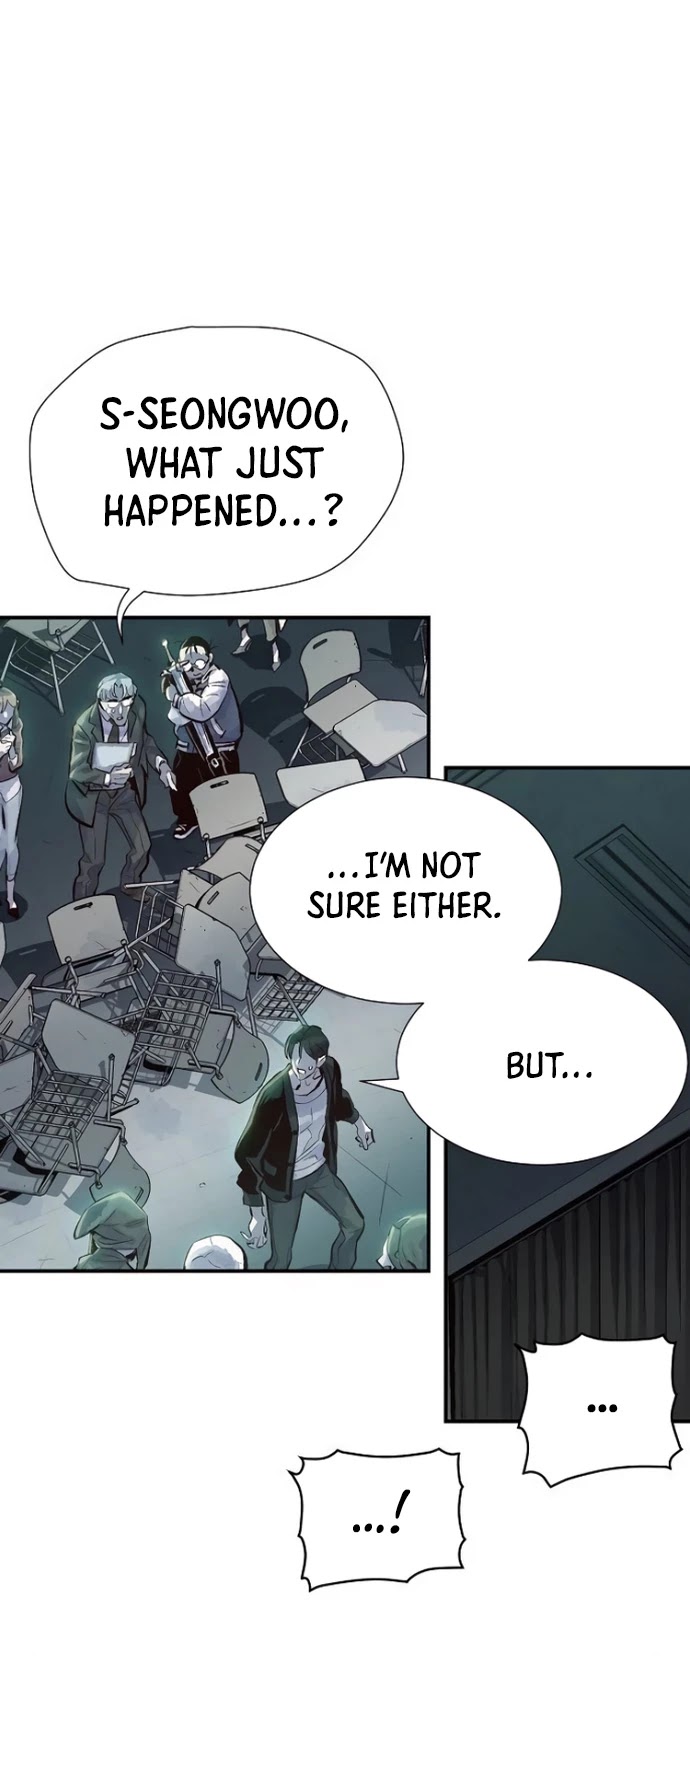 S-SEONGWOO,
WHAT JUST
HAPPENED...?
...I'M NOT
SURE EITHER.
BUT...
...
...!